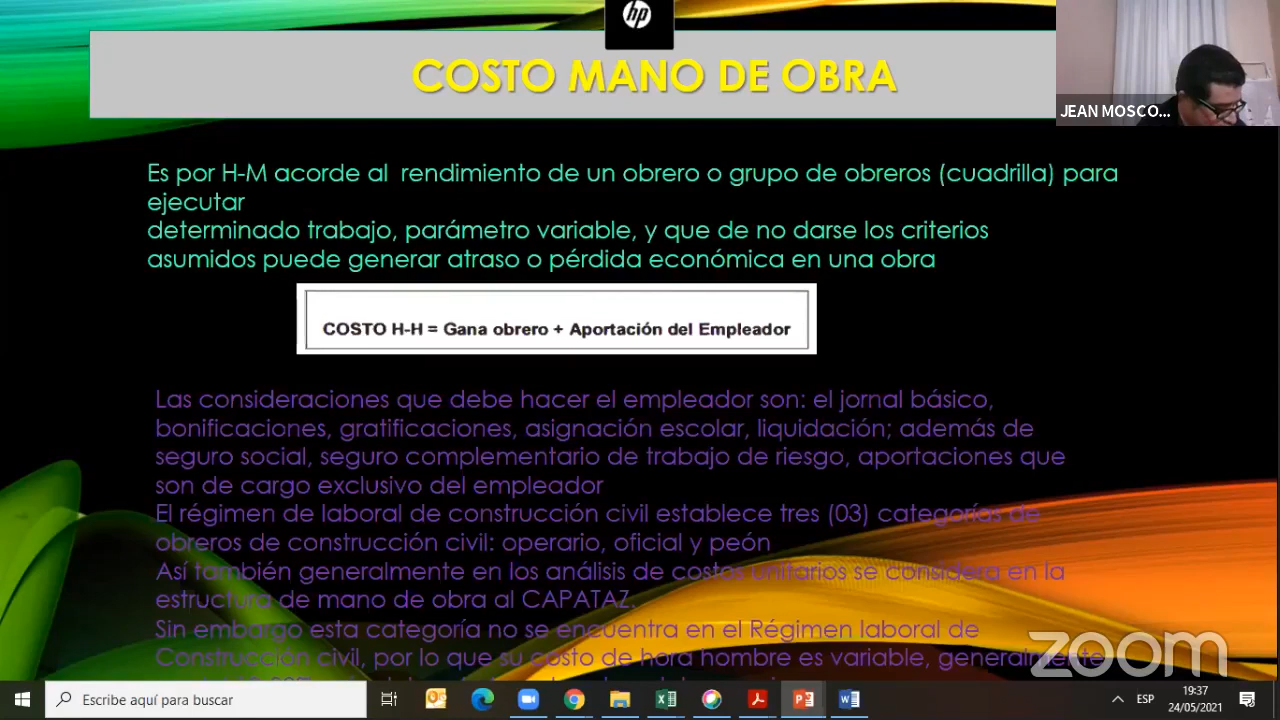 hp
COSTO MANO DE OBRA
JEAN MOSCO...
Es por H-M acorde al rendimiento de un obrero o grupo de obreros (cuadrilla) para
ejecutar
determinado trabajo, parámetro variable, y que de no darse los criterios
asumidos puede generar atraso o pérdida económica en una obra
COSTO H-H = Gana obrero + Aportación del Empleador
Las consideraciones que debe hacer el empleador son: el jornal básico,
bonificaciones, gratificaciones, asignación escolar, liquidación; además de
seguro social, seguro complementario de trabajo de riesgo, aportaciones que
son de cargo exclusivo del empleador
El régimen de laboral de construcción civil establece tres (03) categorías de
obreros de construcción civil: operario, oficial y peón
Así también generalmente en los análisis de costos unitarios se considera en la
estructura de mano de obra al CAPATAZ.
Sin embargo esta categoría no se encuentra en el Régimen laboral de
Construcción civil, por lo que su costo de hora hombre es variable, generalmente
zoom
Escribe aquí para buscar
ESP
19:37
24/05/2021